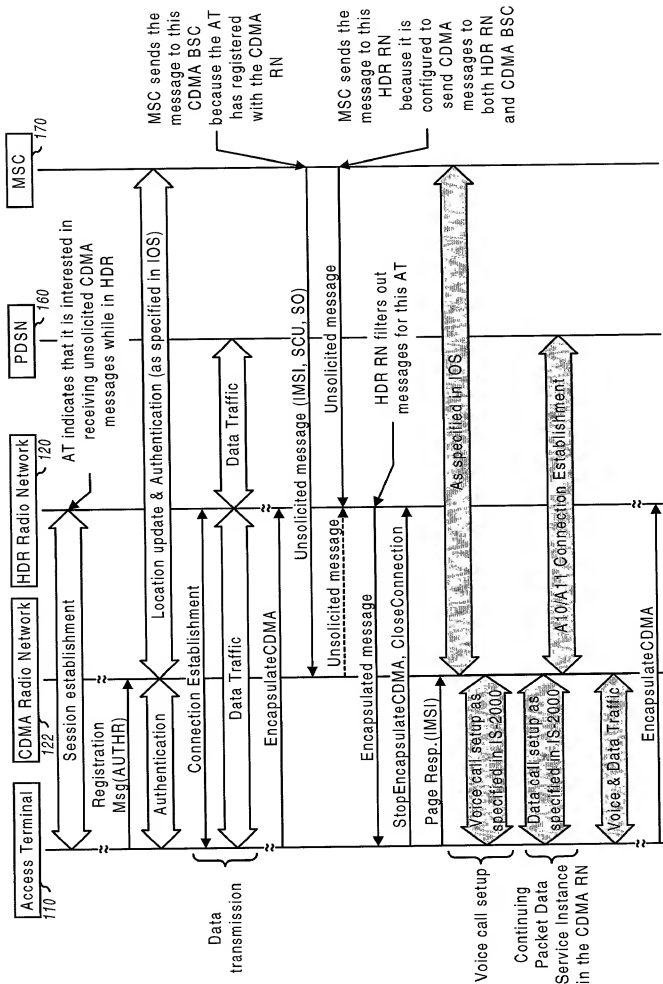 Access Terminal
110
CDMA Radio Network
122
HDR Radio Network
120
PDSN
160
MSC
170
Session establishment
AT indicates that it is interested in
receiving unsolicited CDMA
messages while in HDR
Registration
Msg(AUTHR)
Authentication
Location update & Authentication (as specified in IOS)
Connection Establishment
Data
transmission
Data Traffic
Data Traffic
EncapsulateCDMA
Unsolicited message (IMSI, SCU, SO)
MSC sends the
message to this
CDMA BSC
because the AT
has registered
with the CDMA
RN
Unsolicited message
Unsolicited message
MSC sends the
message to this
HDR RN
because it is
configured to
send CDMA
messages to
both HDR RN
and CDMA BSC
Encapsulated message
HDR RN filters out
messages for this AT
StopEncapsulateCDMA, CloseConnection
Page Resp.(IMSI)
Voice call setup
Voice call setup as
specified in IS-2000
As specified in IOS
Continuing
Packet Data
Service Instance
in the CDMA RN
Data call setup as
specified in IS-2000
A10/A11 Connection Establishment
Voice & Data Traffic
EncapsulateCDMA